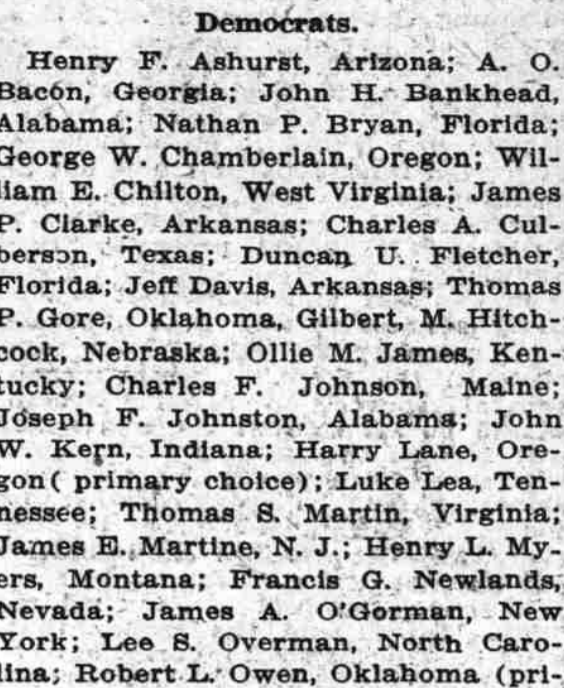 Democrats.
Henry F. Ashurst, Arizona; A. O.
Bacon, Georgia; John H. Bankhead,
Alabama; Nathan P. Bryan, Florida;
George W. Chamberlain, Oregon; Wil-
liam E. Chilton, West Virginia; James
P. Clarke, Arkansas; Charles A. Cul-
berson, Texas; Duncan U. Fletcher,
Florida; Jeff Davis, Arkansas; Thomas
P. Gore, Oklahoma, Gilbert, M. Hitch-
cock, Nebraska; Ollie M. James, Ken-
tucky; Charles F. Johnson, Maine;
Joseph F. Johnston, Alabama; John
W. Kern, Indiana; Harry Lane, Ore-
gon( primary choice); Luke Lea, Ten-
nessee; Thomas S. Martin, Virginia;
James E. Martine, N. J.; Henry L. My-
ers, Montana; Francis G. Newlands,
Nevada; James A. O'Gorman, New
York; Lee S. Overman, North Caro-
lina; Robert L. Owen, Oklahoma (pri-